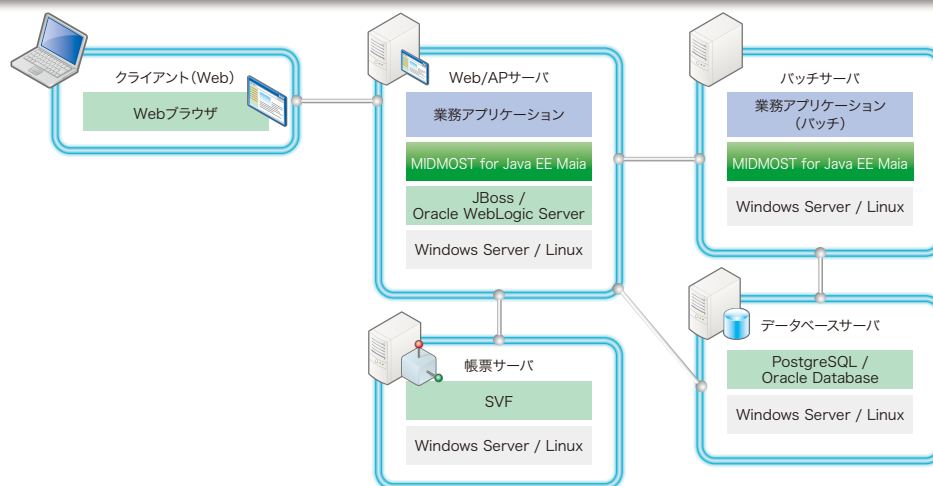 クライアント（Web）
Webブラウザ
Web/APサーバ
業務アプリケーション
MIDMOST for Java EE Maia
JBoss /
Oracle WebLogic Server
Windows Server / Linux
バッチサーバ
業務アプリケーション
（バッチ）
MIDMOST for Java EE Maia
Windows Server / Linux
帳票サーバ
SVF
Windows Server / Linux
データベースサーバ
PostgreSQL /
Oracle Database
Windows Server / Linux